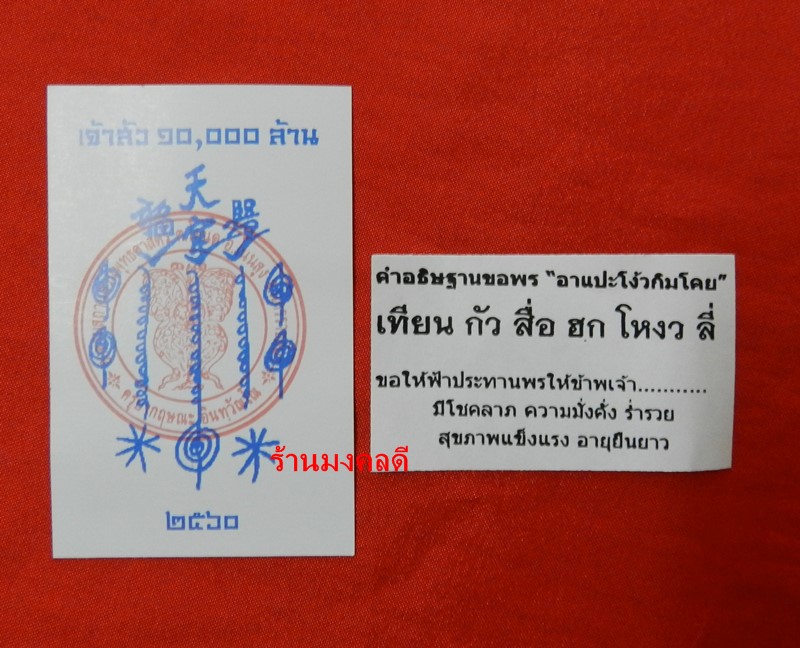 เจ้าสัว ๑๐,๐๐๐ ล้าน
天
官
๒๕๖๐
คำอธิษฐานขอพร “อาแปะโง้วกิมโคย”
เทียน กัว สื่อ ฮก โหงว ลี่
ขอให้ฟ้าประทานพรให้ข้าพเจ้า...........
มีโชคลาภ ความมั่งคั่ง ร่ำรวย
สุขภาพแข็งแรง อายุยืนยาว
ร้านมงคลดี